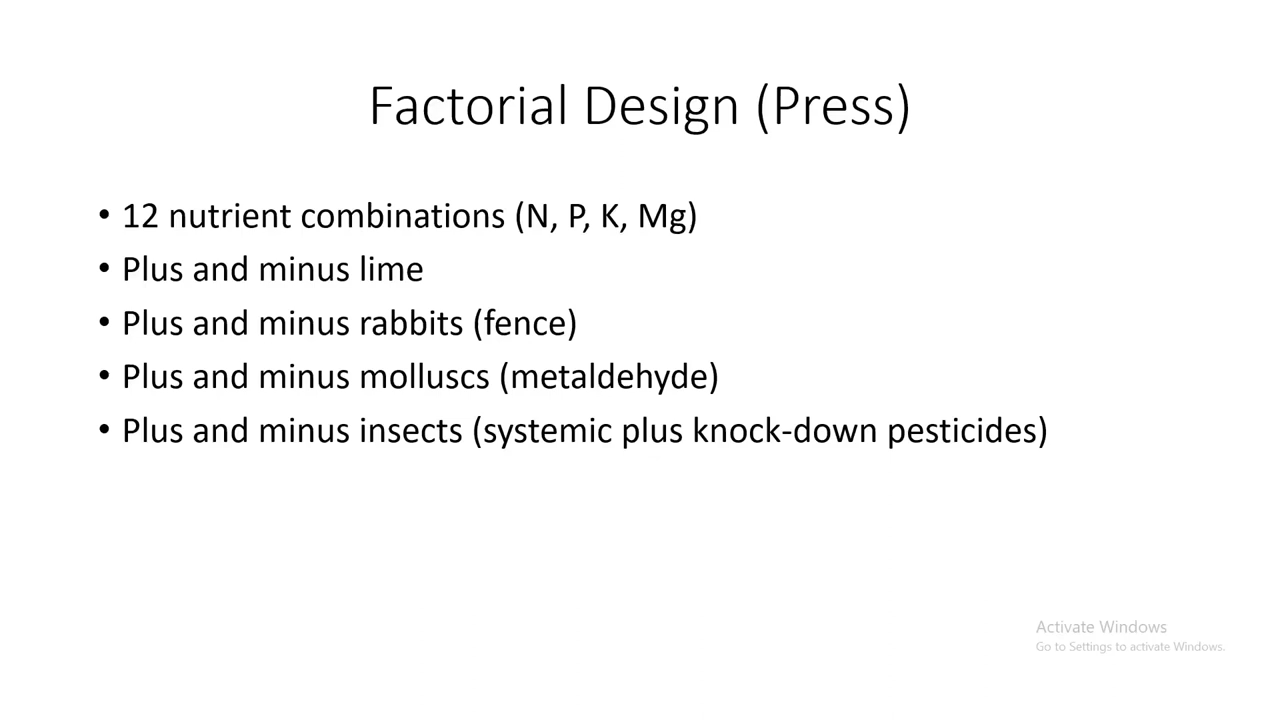 Factorial Design (Press)
• 12 nutrient combinations (N, P, K, Mg)
• Plus and minus lime
• Plus and minus rabbits (fence)
• Plus and minus molluscs (metaldehyde)
• Plus and minus insects (systemic plus knock-down pesticides)
Activate Windows
Go to Settings to activate Windows.